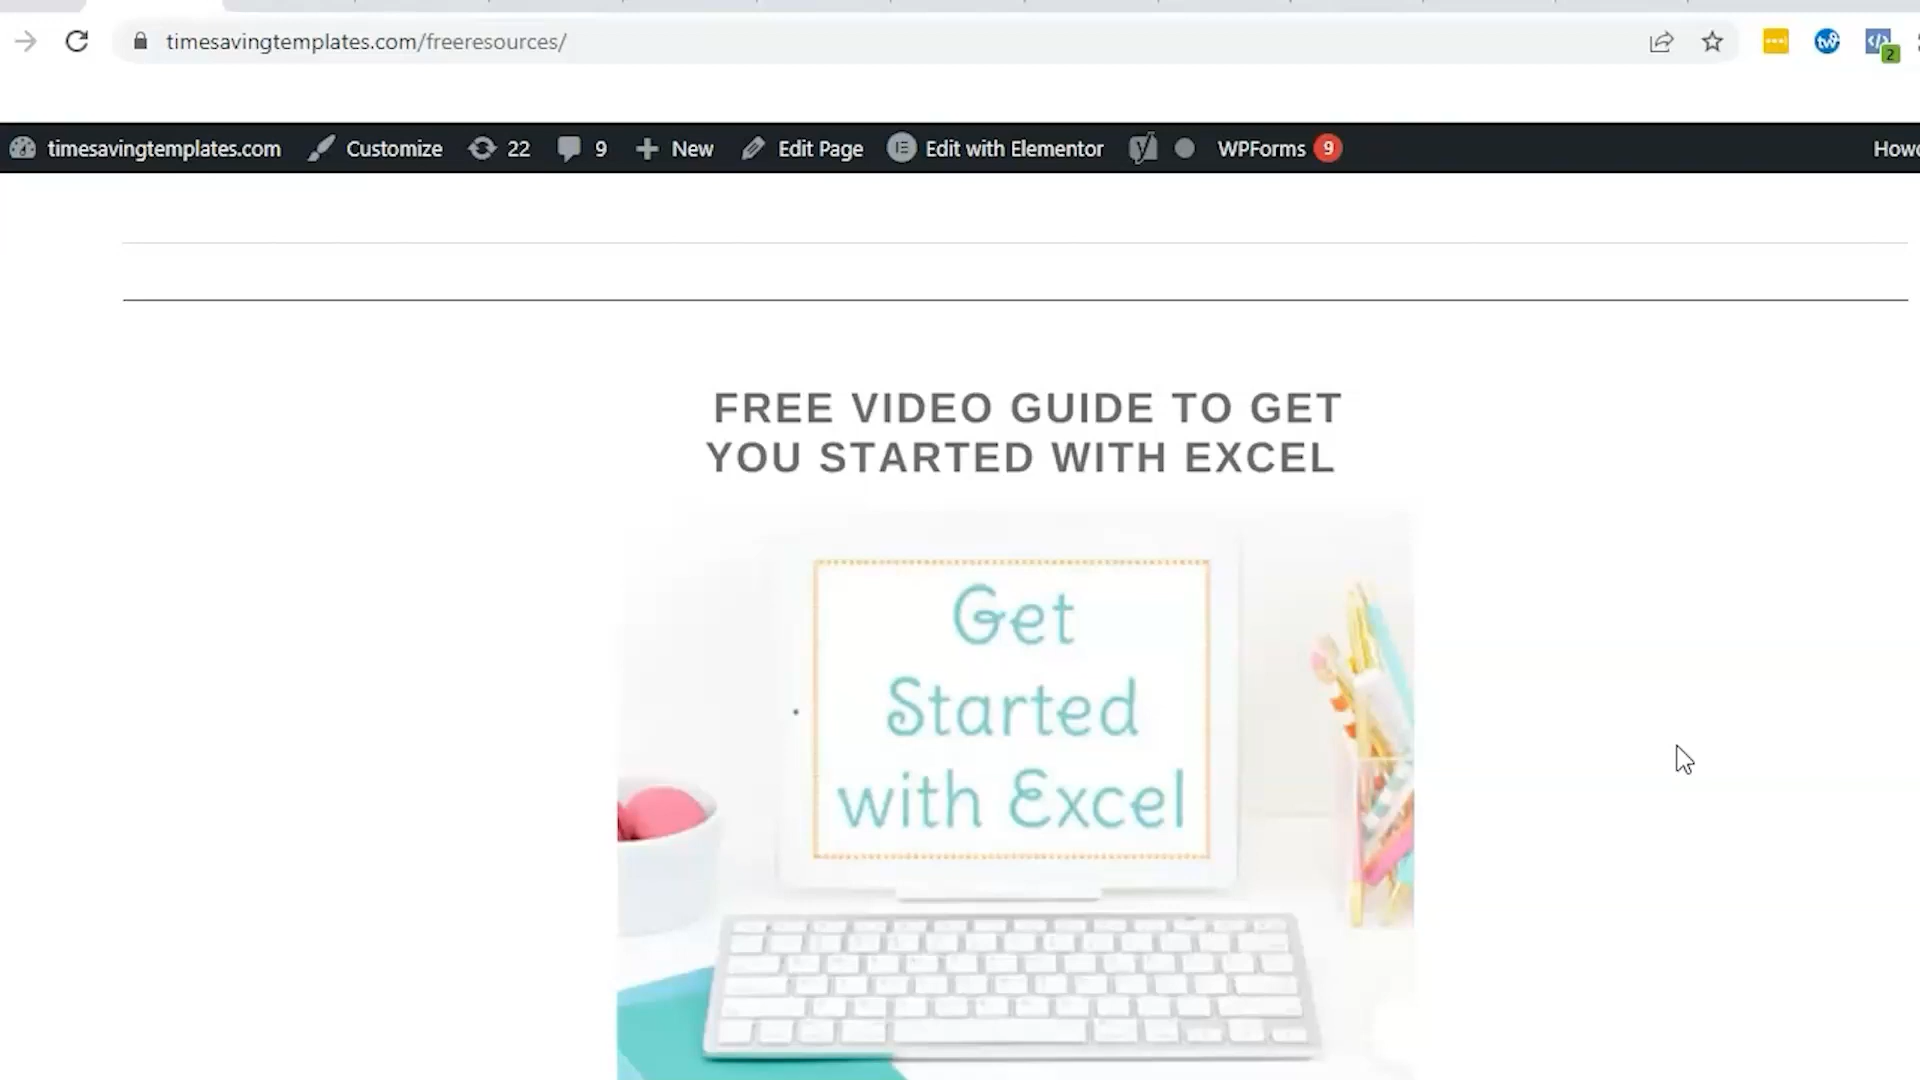 timesavingtemplates.com/freeresources/
2
timesavingtemplates.com Customize 22 9 New Edit Page Edit with Elementor WPForms 9
FREE VIDEO GUIDE TO GET
YOU STARTED WITH EXCEL
Get
Started
with Excel